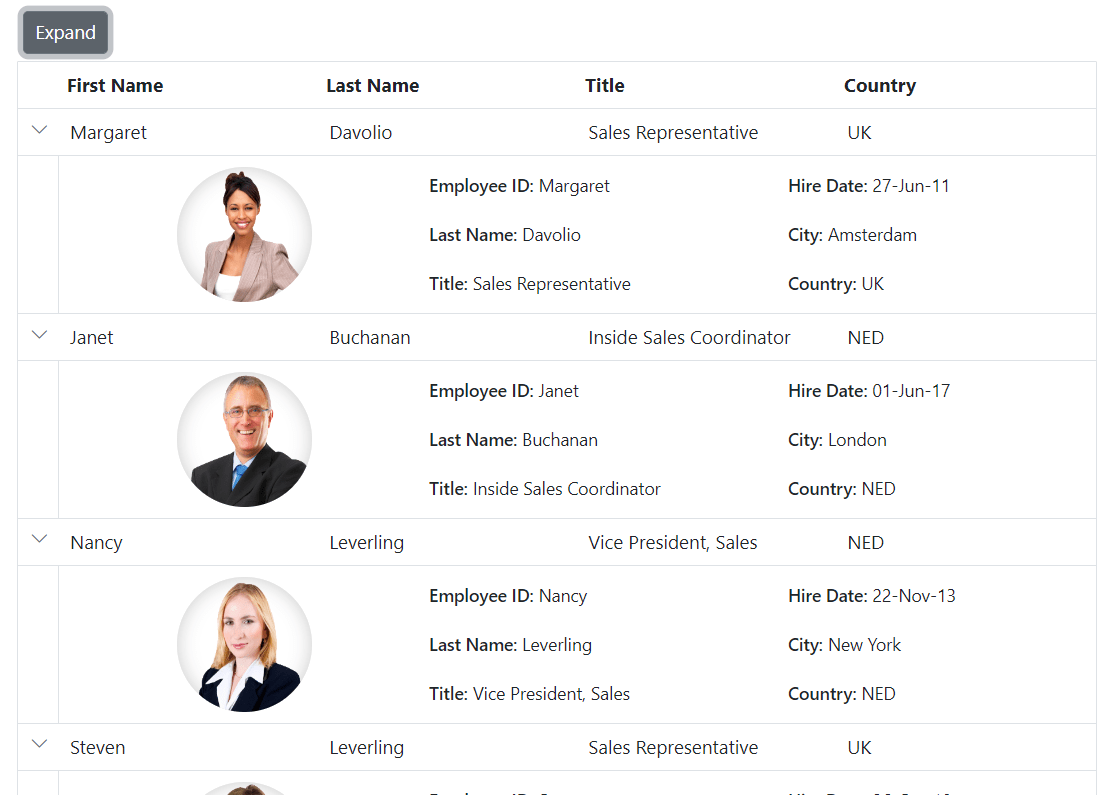 Expand
First Name Last Name Title Country
Margaret Davolio Sales Representative UK
Employee ID: Margaret Hire Date: 27-Jun-11
Last Name: Davolio City: Amsterdam
Title: Sales Representative Country: UK
Janet Buchanan Inside Sales Coordinator NED
Employee ID: Janet Hire Date: 01-Jun-17
Last Name: Buchanan City: London
Title: Inside Sales Coordinator Country: NED
Nancy Leverling Vice President, Sales NED
Employee ID: Nancy Hire Date: 22-Nov-13
Last Name: Leverling City: New York
Title: Vice President, Sales Country: NED
Steven Leverling Sales Representative UK